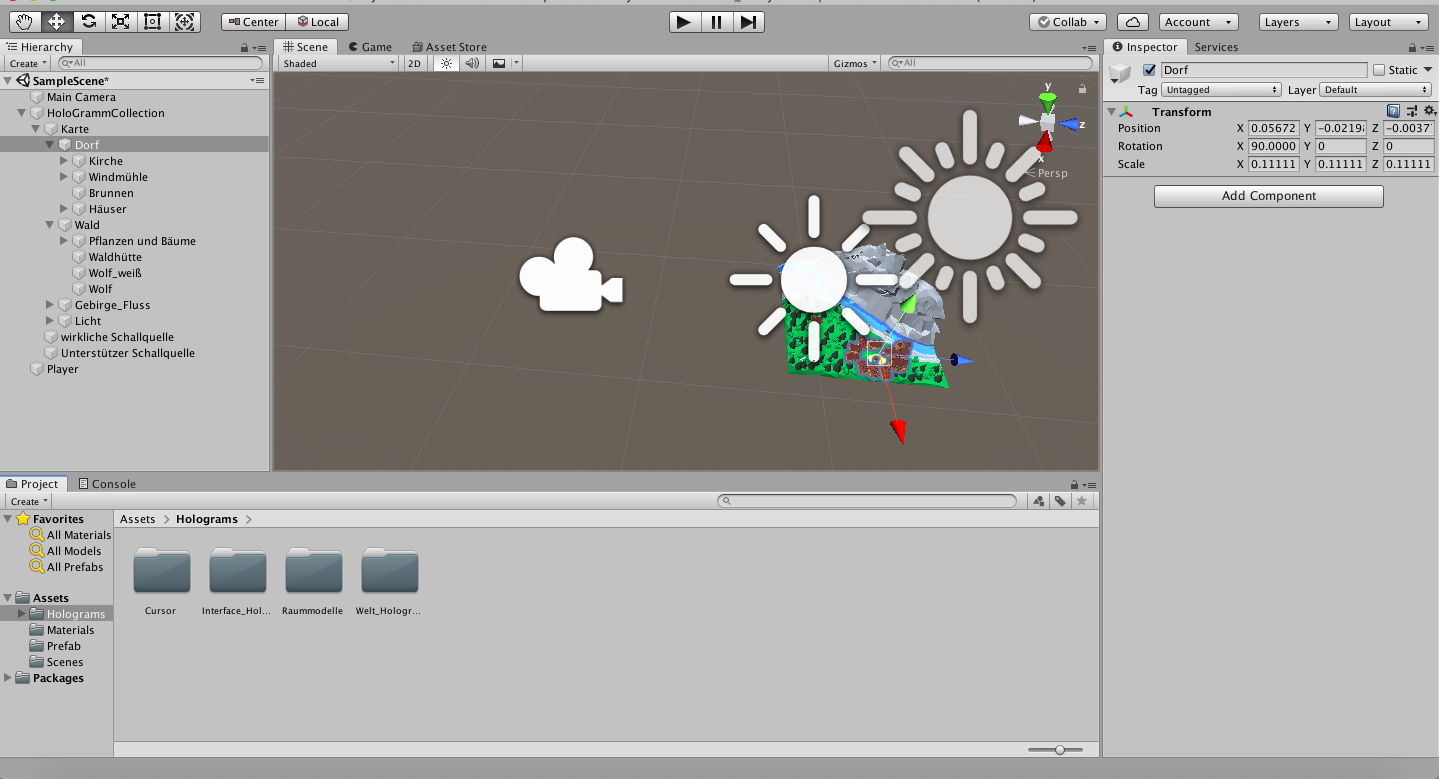 Center Local Collab Account Layers Layout
Hierarchy
Create All
SampleScene*
Main Camera
HoloGrammCollection
Karte
Dorf
Kirche
Windmühle
Brunnen
Häuser
Wald
Pflanzen und Bäume
Waldhütte
Wolf_weiß
Wolf
Gebirge_Fluss
Licht
wirkliche Schallquelle
Unterstützer Schallquelle
Player
Scene Game Asset Store
Shaded 2D Gizmos All
y
z
x
Persp
Inspector Services
Dorf Static
Tag Untagged Layer Default
Transform
Position X 0.05672 Y -0.0219 Z -0.0037
Rotation X 90.0000 Y 0 Z 0
Scale X 0.11111 Y 0.11111 Z 0.11111
Add Component
Project Console
Create
Favorites
All Materials
All Models
All Prefabs
Assets
Holograms
Materials
Prefab
Scenes
Packages
Assets Holograms
Cursor Interface_Hol... Raummodelle Welt_Hologr...